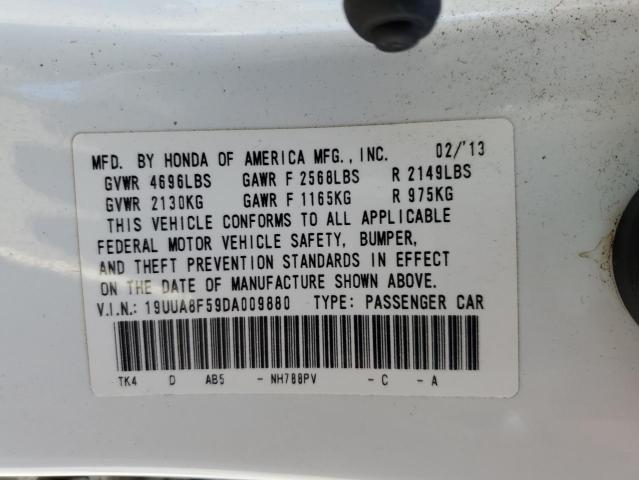 MFD. BY HONDA OF AMERICA MFG., INC. 02/'13
GVWR 4696LBS GAWR F 2568LBS R 2149LBS
GVWR 2130KG GAWR F 1165KG R 975KG
THIS VEHICLE CONFORMS TO ALL APPLICABLE
FEDERAL MOTOR VEHICLE SAFETY, BUMPER,
AND THEFT PREVENTION STANDARDS IN EFFECT
ON THE DATE OF MANUFACTURE SHOWN ABOVE.
V.I.N.: 19UUA8F59DA009880 TYPE: PASSENGER CAR
TK4 D AB5 - NH788PV - C - A